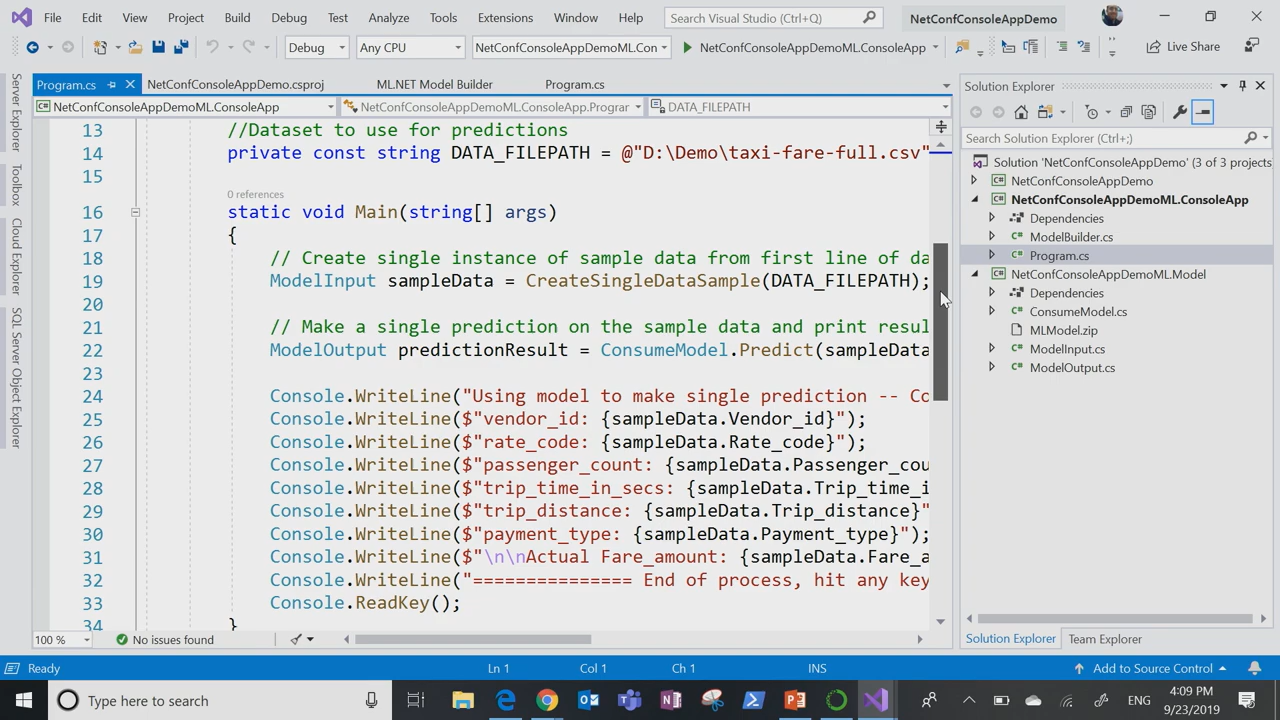 File Edit View Project Build Debug Test Analyze Tools Extensions Window Help Search Visual Studio (Ctrl+Q) NetConfConsoleAppDemo
Debug Any CPU NetConfConsoleAppDemoML.Con NetConfConsoleAppDemoML.ConsoleApp Live Share
Program.cs NetConfConsoleAppDemo.csproj ML.NET Model Builder Program.cs
NetConfConsoleAppDemoML.ConsoleApp NetConfConsoleAppDemoML.ConsoleApp.Prograr DATA_FILEPATH
Server Explorer
Toolbox
Cloud Explorer
SQL Server Object Explorer
13 //Dataset to use for predictions
14 private const string DATA_FILEPATH = @"D:\Demo\taxi-fare-full.csv"
15
0 references
16 static void Main(string[] args)
17 {
18 // Create single instance of sample data from first line of da
19 ModelInput sampleData = CreateSingleDataSample(DATA_FILEPATH);
20
21 // Make a single prediction on the sample data and print resul
22 ModelOutput predictionResult = ConsumeModel.Predict(sampleData
23
24 Console.WriteLine("Using model to make single prediction -- Co
25 Console.WriteLine($"vendor_id: {sampleData.Vendor_id}");
26 Console.WriteLine($"rate_code: {sampleData.Rate_code}");
27 Console.WriteLine($"passenger_count: {sampleData.Passenger_cou
28 Console.WriteLine($"trip_time_in_secs: {sampleData.Trip_time_i
29 Console.WriteLine($"trip_distance: {sampleData.Trip_distance}"
30 Console.WriteLine($"payment_type: {sampleData.Payment_type}");
31 Console.WriteLine($"\n\nActual Fare_amount: {sampleData.Fare_a
32 Console.WriteLine("=============== End of process, hit any key
33 Console.ReadKey();
34 }
100 % No issues found
Solution Explorer
Search Solution Explorer (Ctrl+;)
Solution 'NetConfConsoleAppDemo' (3 of 3 projects
NetConfConsoleAppDemo
NetConfConsoleAppDemoML.ConsoleApp
Dependencies
ModelBuilder.cs
Program.cs
NetConfConsoleAppDemoML.Model
Dependencies
ConsumeModel.cs
MLModel.zip
ModelInput.cs
ModelOutput.cs
Solution Explorer Team Explorer
Ready Ln 1 Col 1 Ch 1 INS Add to Source Control
Type here to search ENG 4:09 PM
9/23/2019